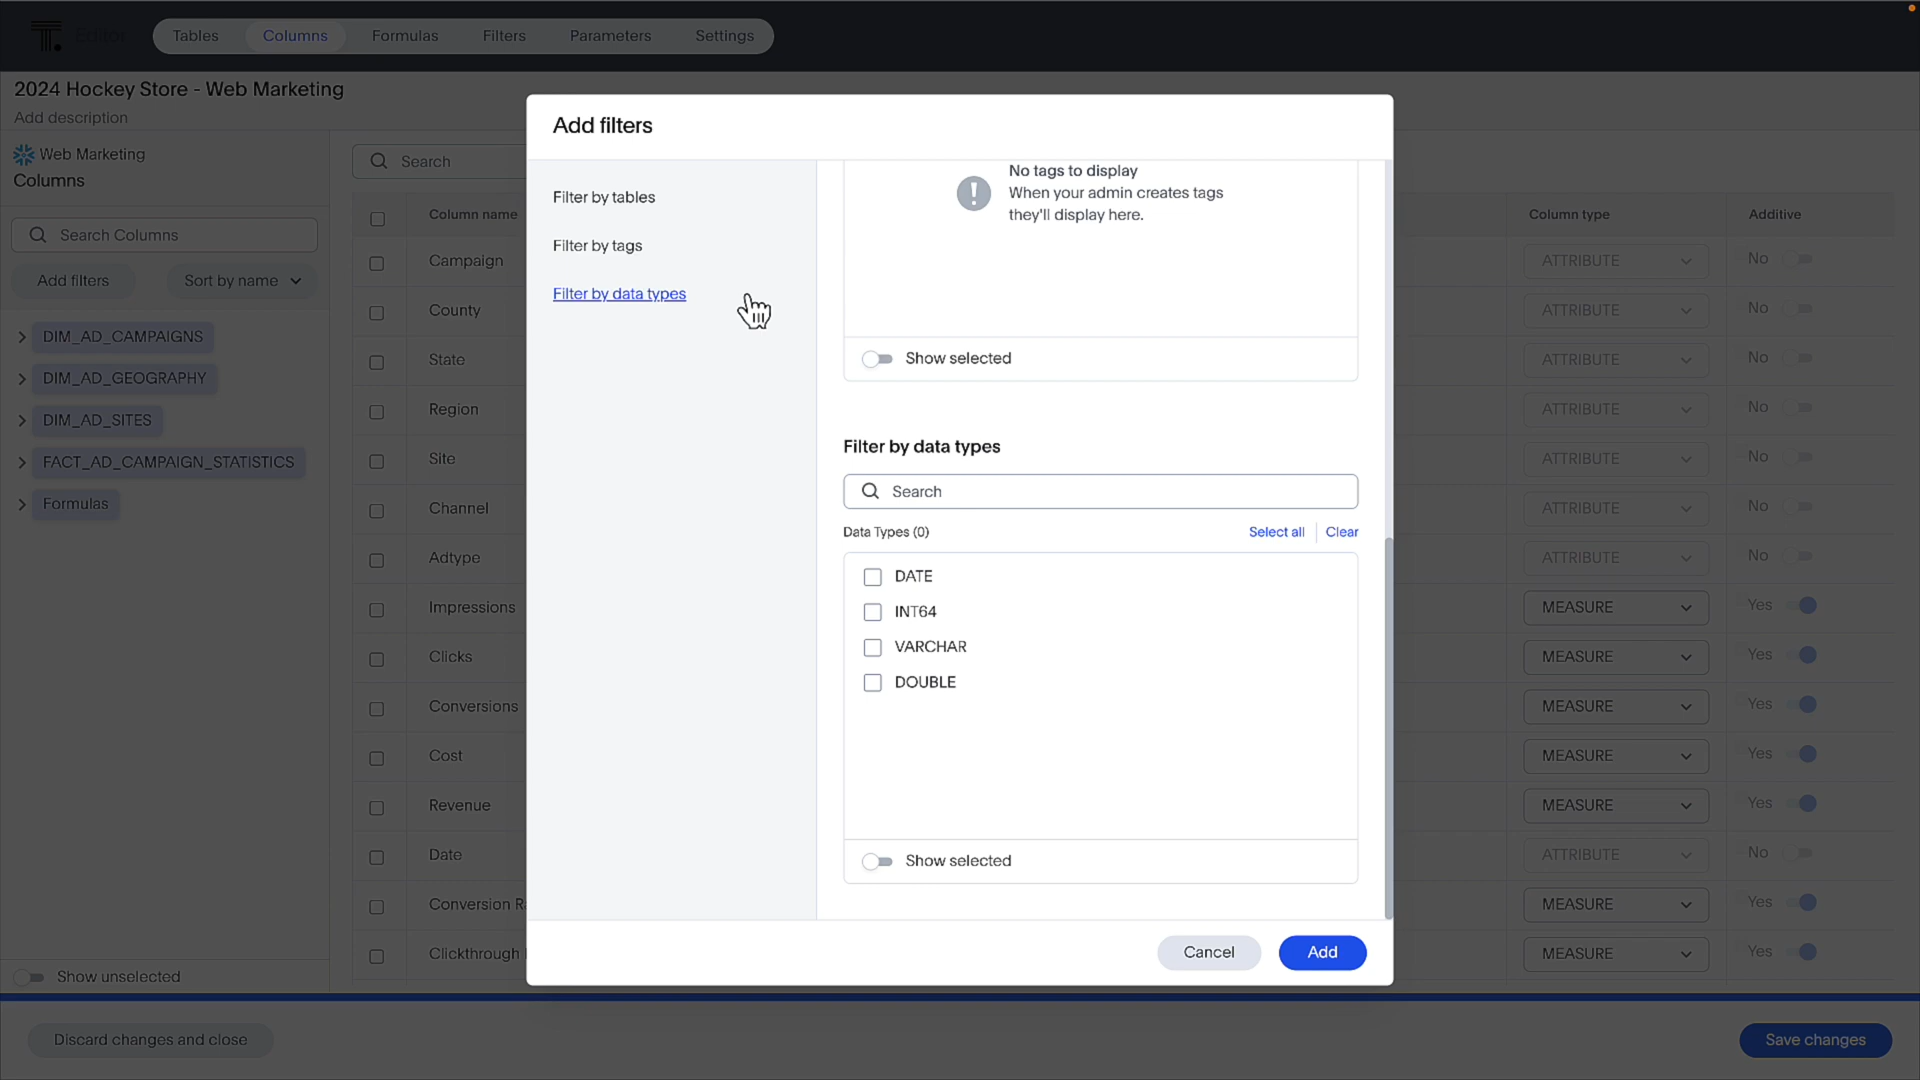 Editor
Tables
Columns
Formulas
Filters
Parameters
Settings
2024 Hockey Store - Web Marketing
Add description
Web Marketing
Columns
Search Columns
Add filters
Sort by name
DIM_AD_CAMPAIGNS
DIM_AD_GEOGRAPHY
DIM_AD_SITES
FACT_AD_CAMPAIGN_STATISTICS
Formulas
Show unselected
Search
Column name
Column type
Additive
Campaign
ATTRIBUTE
No
County
ATTRIBUTE
No
State
ATTRIBUTE
No
Region
ATTRIBUTE
No
Site
ATTRIBUTE
No
Channel
ATTRIBUTE
No
Adtype
ATTRIBUTE
No
Impressions
MEASURE
Yes
Clicks
MEASURE
Yes
Conversions
MEASURE
Yes
Cost
MEASURE
Yes
Revenue
MEASURE
Yes
Date
ATTRIBUTE
No
Conversion Ra
MEASURE
Yes
Clickthrough
MEASURE
Yes
Add filters
Filter by tables
Filter by tags
Filter by data types
No tags to display
When your admin creates tags
they'll display here.
Show selected
Filter by data types
Search
Data Types (0)
Select all
Clear
DATE
INT64
VARCHAR
DOUBLE
Show selected
Cancel
Add
Discard changes and close
Save changes